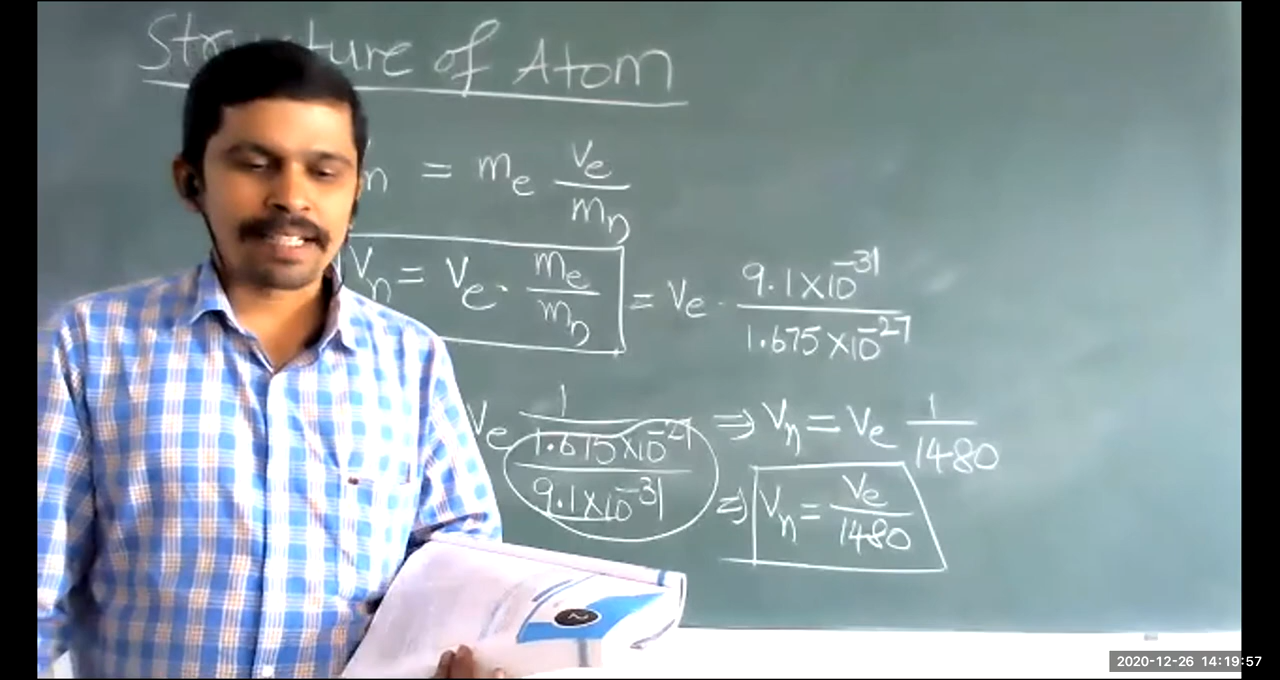 Structure of Atom
n = mₑ vₑ/mₙ
Vₙ = Vₑ · mₑ/mₙ = Vₑ · 9.1×10⁻³¹/1.675×10⁻²⁷
Vₑ 1/(1.675×10⁻²⁷/9.1×10⁻³¹) ⇒ Vₙ = Vₑ 1/1480
⇒ Vₙ = Vₑ/1480
2020-12-26 14:19:57